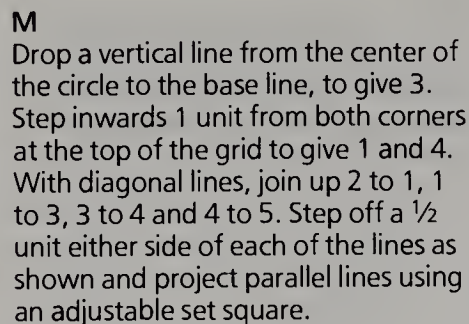 M
Drop a vertical line from the center of
the circle to the base line, to give 3.
Step inwards 1 unit from both corners
at the top of the grid to give 1 and 4.
With diagonal lines, join up 2 to 1, 1
to 3, 3 to 4 and 4 to 5. Step off a ½
unit either side of each of the lines as
shown and project parallel lines using
an adjustable set square.